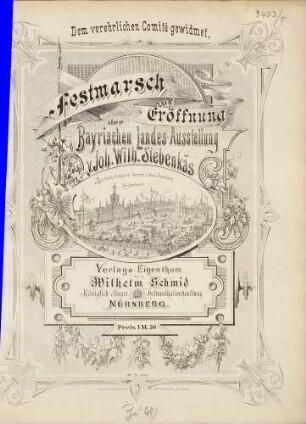 Dem verehrlichen Comité gewidmet.
Festmarsch
zur
Eröffnung
der
Bayrischen Landes-Ausstellung
v. Joh. Wilh. Siebenkäs
Verlags-Eigenthum
Wilhelm Schmid
NÜRNBERG.
Preis 1 M. 50